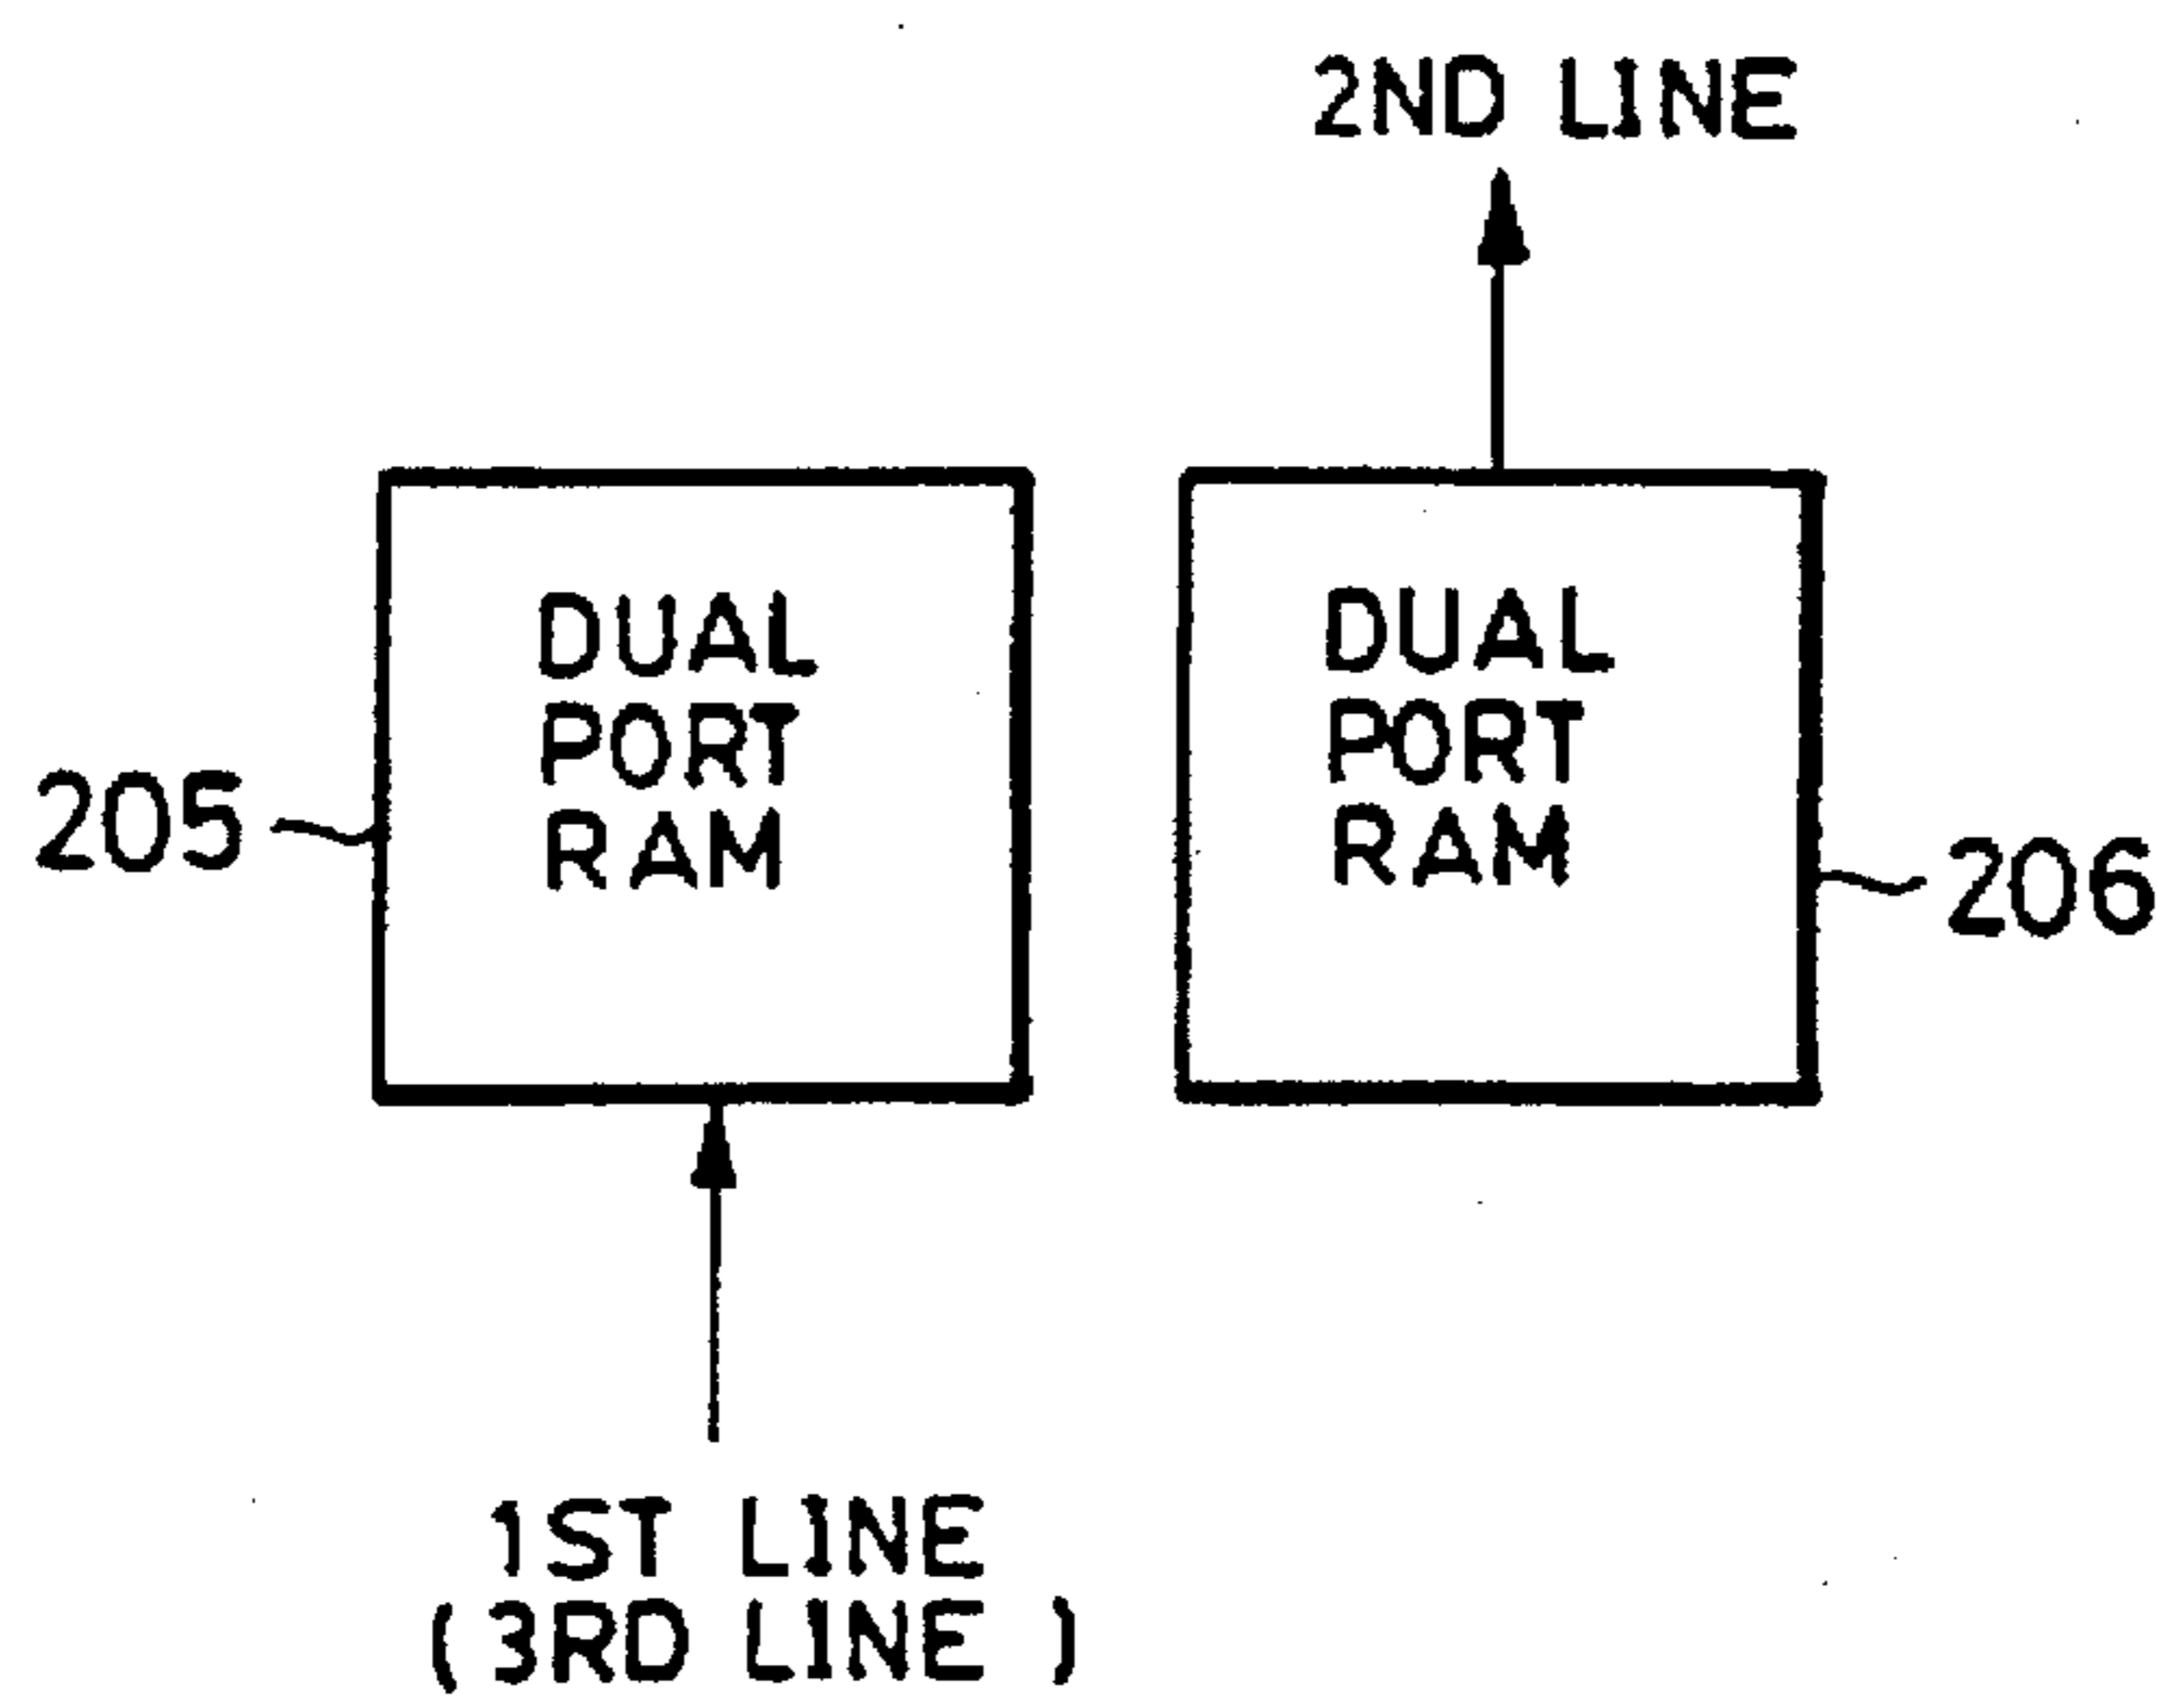 2ND LINE
DUAL
PORT
RAM
205
DUAL
PORT
RAM
206
1ST LINE
(3RD LINE)